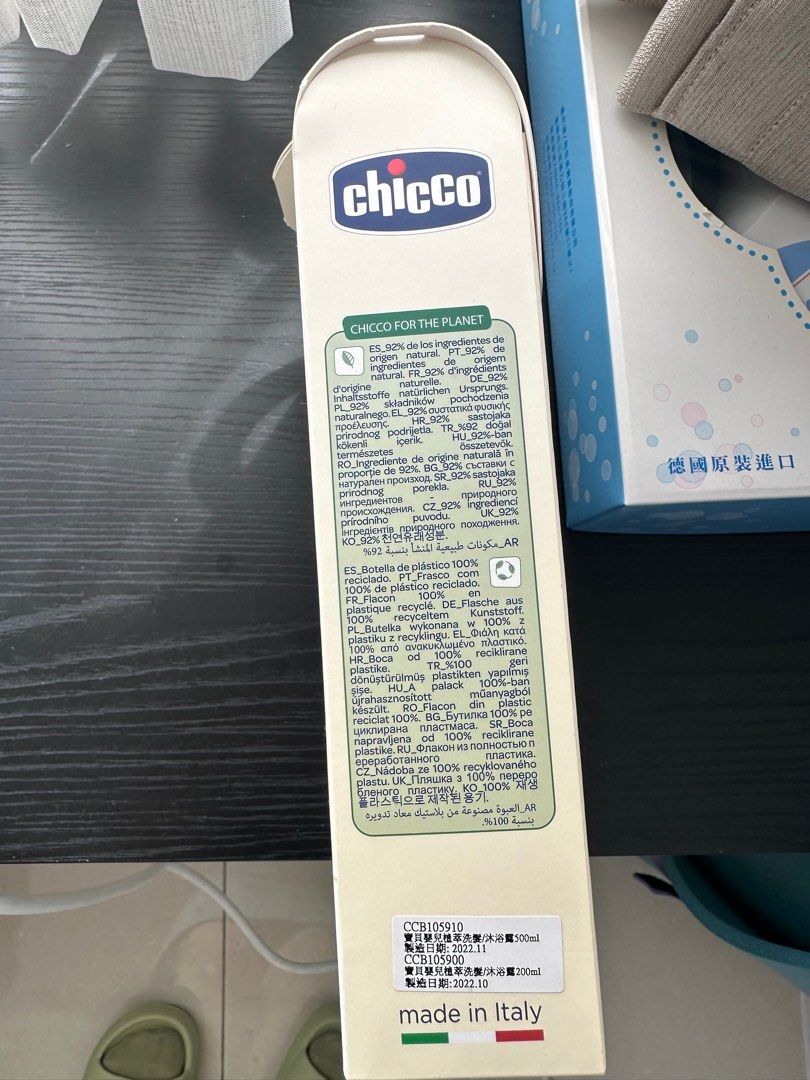 chicco
CHICCO FOR THE PLANET
ES_92% de los ingredientes de
origen natural. PT_92% de
ingredientes de origem
natural. FR_92% d'ingrédients
d'origine naturelle. DE_92%
Inhaltsstoffe natürlichen Ursprungs.
PL_92% składników pochodzenia
naturalnego. EL_92% συστατικά φυσικής
προέλευσης. HR_92% sastojaka
prirodnog podrijetla. TR_%92 doğal
kökenli içerik. HU_92%-ban
természetes összetevők.
RO_Ingrediente de origine naturală în
proporție de 92%. BG_92% съставки с
натурален произход. SR_92% sastojaka
prirodnog porekla. RU_92%
ингредиентов - природного
происхождения. CZ_92% ingrediencí
prírodního puvodu. UK_92%
інгредієнтів природного походження.
KO_92% 천연유래성분.
AR_مكونات طبيعية المنشأ بنسبة 92%
ES_Botella de plástico 100%
reciclado. PT_Frasco com
100% de plástico reciclado.
FR_Flacon 100% en
plastique recyclé. DE_Flasche aus
100% recyceltem Kunststoff.
PL_Butelka wykonana w 100% z
plastiku z recyklingu. EL_Φιάλη κατά
100% από ανακυκλωμένο πλαστικό.
HR_Boca od 100% reciklirane
plastike. TR_%100 geri
dönüştürülmüş plastikten yapılmış
şişe. HU_A palack 100%-ban
újrahasznosított műanyagból
készült. RO_Flacon din plastic
reciclat 100%. BG_Бутилка 100% ре
циклирана пластмаса. SR_Boca
napravljena od 100% reciklirane
plastike. RU_Флакон из полностью п
ереработанного пластика.
CZ_Nádoba ze 100% recyklovaného
plastu. UK_Пляшка з 100% перепро
бленого пластику. KO_100% 재생
플라스틱으로 제작된 용기.
AR_العبوة مصنوعة من بلاستيك معاد تدويره
بنسبة 100%.
CCB105910
寶貝嬰兒植萃洗髮/沐浴露500ml
製造日期: 2022.11
CCB105900
寶貝嬰兒植萃洗髮/沐浴露200ml
製造日期:2022.10
made in Italy
德國原裝進口